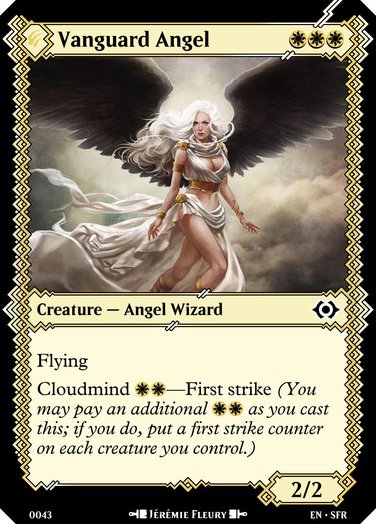 Vanguard Angel
Creature — Angel Wizard
Flying
Cloudmind —First strike (You
may pay an additional as you cast
this; if you do, put a first strike counter
on each creature you control.)
2/2
0043
Jérémie Fleury
EN • SFR